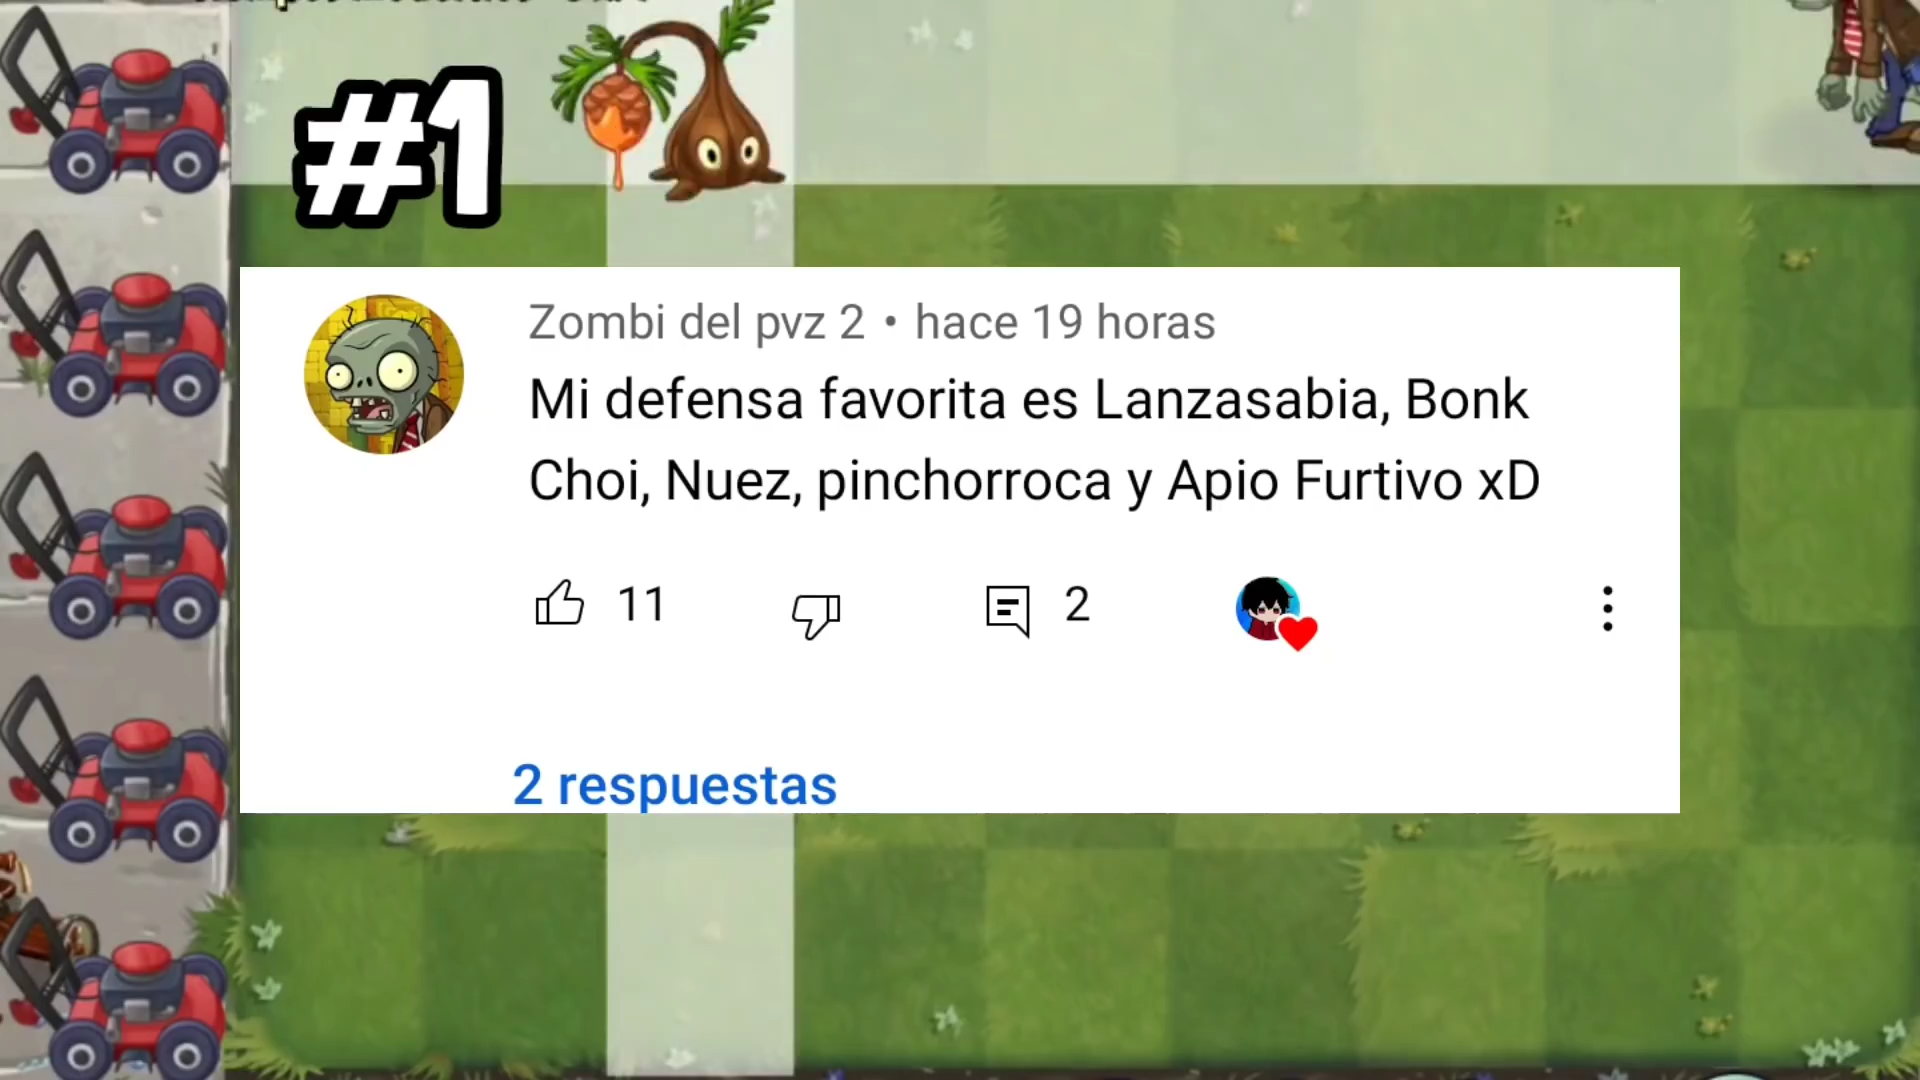 #1
Zombi del pvz 2 • hace 19 horas
Mi defensa favorita es Lanzasabia, Bonk
Choi, Nuez, pinchorroca y Apio Furtivo xD
11
2
2 respuestas